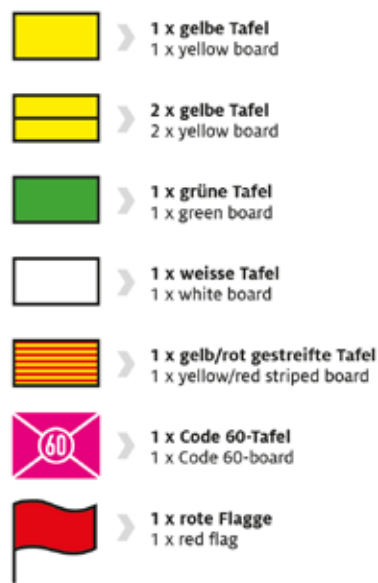 1 x gelbe Tafel
1 x yellow board
2 x gelbe Tafel
2 x yellow board
1 x grüne Tafel
1 x green board
1 x weisse Tafel
1 x white board
1 x gelb/rot gestreifte Tafel
1 x yellow/red striped board
60
1 x Code 60-Tafel
1 x Code 60-board
1 x rote Flagge
1 x red flag